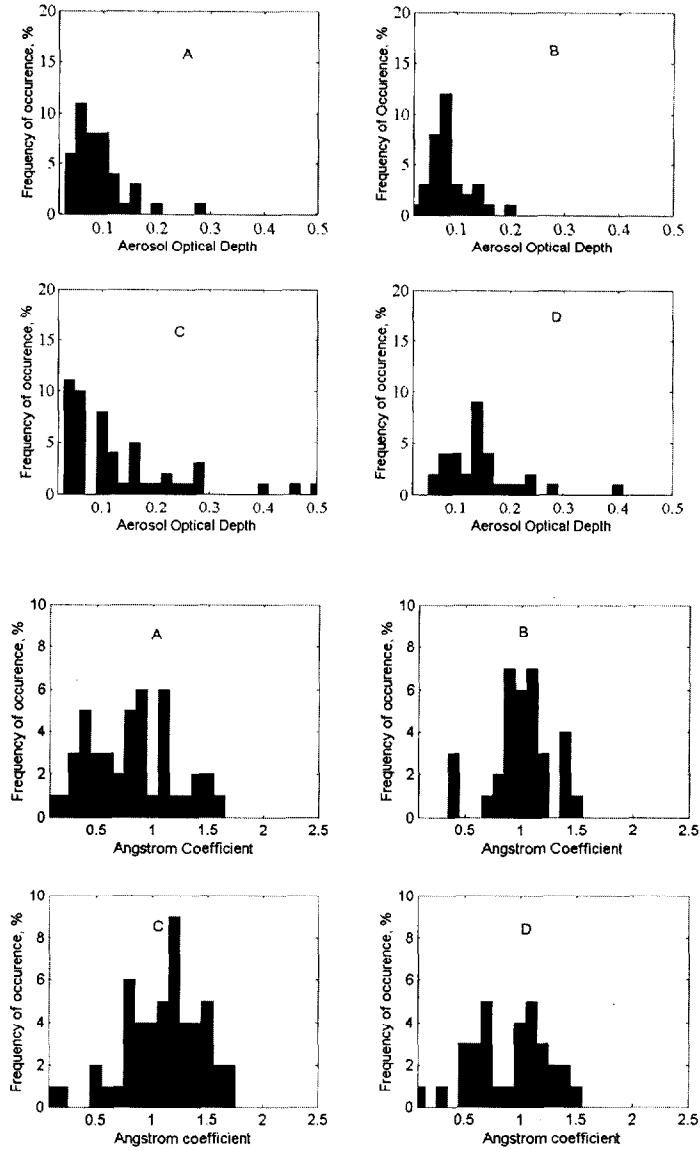 20
15
10
5
0
Frequency of occurence, %
A
0.1 0.2 0.3 0.4 0.5
Aerosol Optical Depth
20
15
10
5
0
Frequency of Occurence, %
B
0.1 0.2 0.3 0.4 0.5
Aerosol Optical Depth
20
15
10
5
0
Frequency of occurence, %
C
0.1 0.2 0.3 0.4 0.5
Aerosol Optical Depth
20
15
10
5
0
Frequency of occurence, %
D
0.1 0.2 0.3 0.4 0.5
Aerosol Optical Depth
10
8
6
4
2
0
Frequency of occurence, %
A
0.5 1 1.5 2 2.5
Angstrom Coefficient
10
8
6
4
2
0
Frequency of occurence, %
B
0.5 1 1.5 2 2.5
Angstrom Coefficient
10
8
6
4
2
0
Frequency of occurence, %
C
0.5 1 1.5 2 2.5
Angstrom coefficient
10
8
6
4
2
0
Frequency of occurence, %
D
0.5 1 1.5 2 2.5
Angstrom coefficient